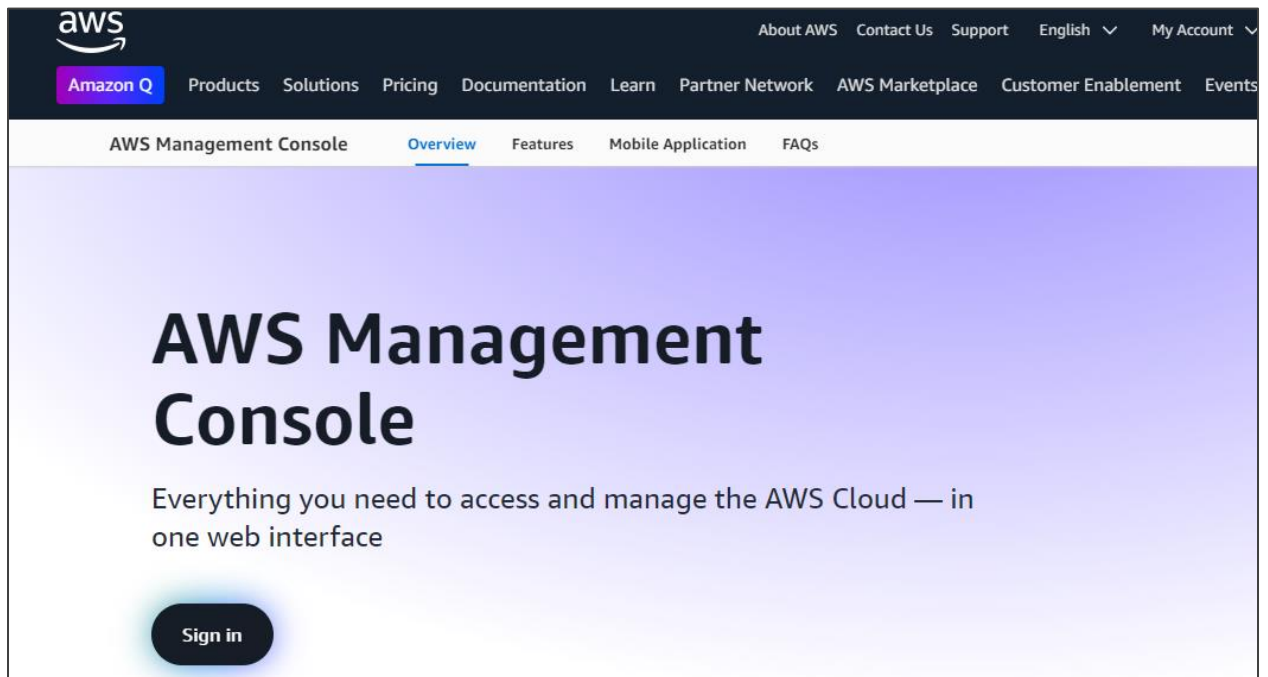 aws
About AWS Contact Us Support English My Account
Amazon Q Products Solutions Pricing Documentation Learn Partner Network AWS Marketplace Customer Enablement Events
AWS Management Console Overview Features Mobile Application FAQs
AWS Management
Console
Everything you need to access and manage the AWS Cloud — in
one web interface
Sign in